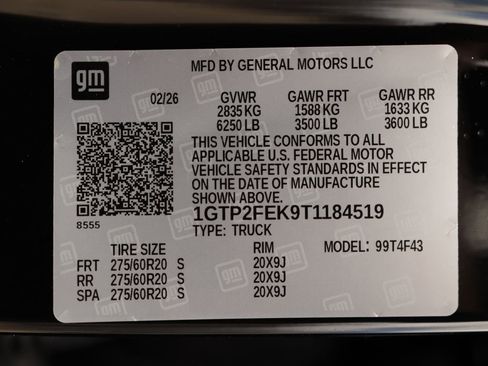 gm
MFD BY GENERAL MOTORS LLC
02/26 GVWR GAWR FRT GAWR RR
2835 KG 1588 KG 1633 KG
6250 LB 3500 LB 3600 LB
THIS VEHICLE CONFORMS TO ALL
APPLICABLE U.S. FEDERAL MOTOR
VEHICLE SAFETY STANDARDS IN EFFECT
ON THE DATE OF MANUFACTURE
SHOWN ABOVE.
8555
1GTP2FEK9T1184519
TYPE: TRUCK
TIRE SIZE RIM MODEL: 99T4F43
FRT 275/60R20 S 20X9J
RR 275/60R20 S 20X9J
SPA 275/60R20 S 20X9J